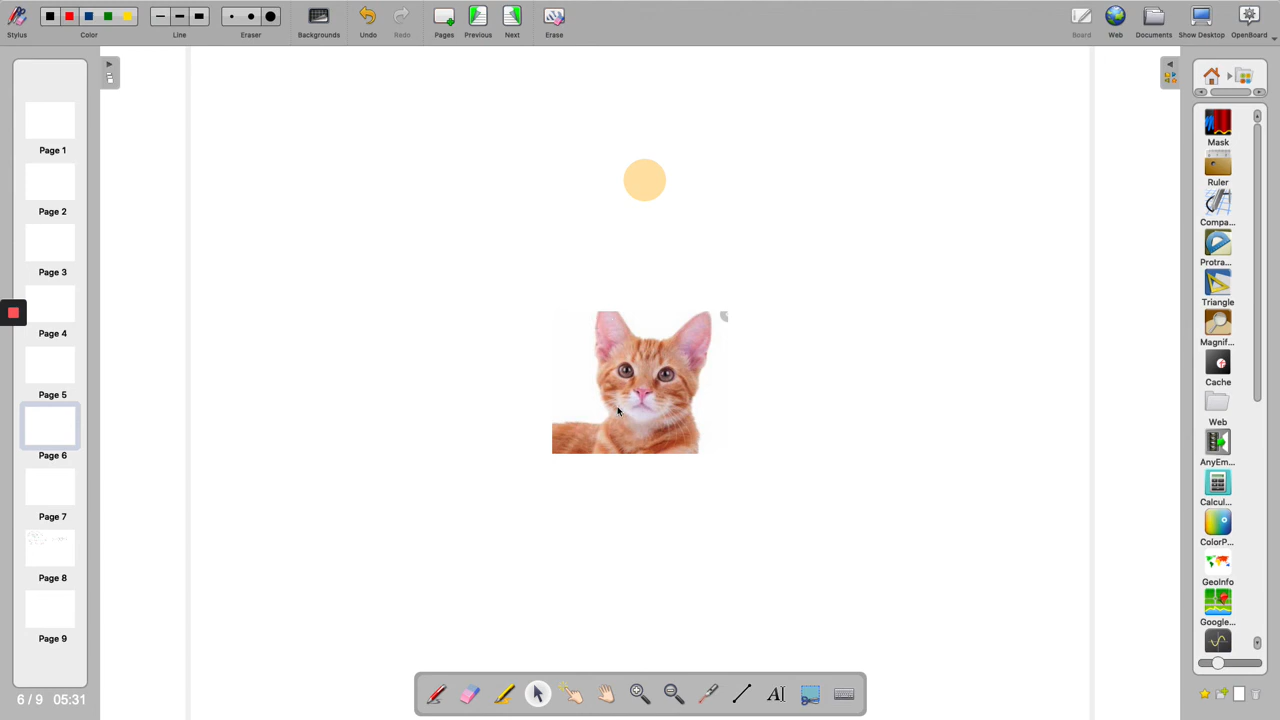 Stylus
Color
Line
Eraser
Backgrounds
Undo
Redo
Pages
Previous
Next
Erase
Board
Web
Documents
Show Desktop
OpenBoard
Page 1
Page 2
Page 3
Page 4
Page 5
Page 6
Page 7
Page 8
Page 9
6 / 9 05:31
Mask
Ruler
Compa...
Protra...
Triangle
Magnif...
Cache
Web
AnyEm...
Calcul...
ColorP...
GeoInfo
Google...
AI